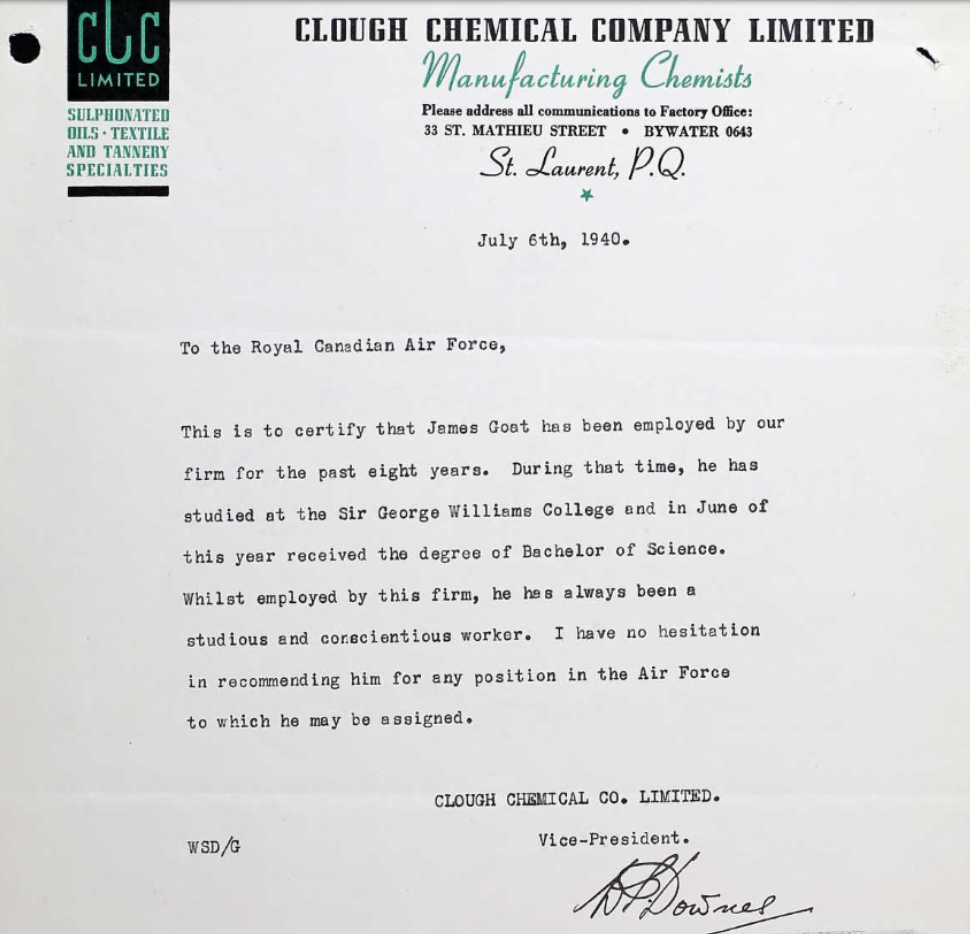 CLC
LIMITED
SULPHONATED
OILS · TEXTILE
AND TANNERY
SPECIALTIES
CLOUGH CHEMICAL COMPANY LIMITED
Manufacturing Chemists
Please address all communications to Factory Office:
33 ST. MATHIEU STREET • BYWATER 0643
St. Laurent, P.Q.
July 6th, 1940.
To the Royal Canadian Air Force,
This is to certify that James Goat has been employed by our
firm for the past eight years. During that time, he has
studied at the Sir George Williams College and in June of
this year received the degree of Bachelor of Science.
Whilst employed by this firm, he has always been a
studious and conscientious worker. I have no hesitation
in recommending him for any position in the Air Force
to which he may be assigned.
CLOUGH CHEMICAL CO. LIMITED.
Vice-President.
WSD/G
Downes